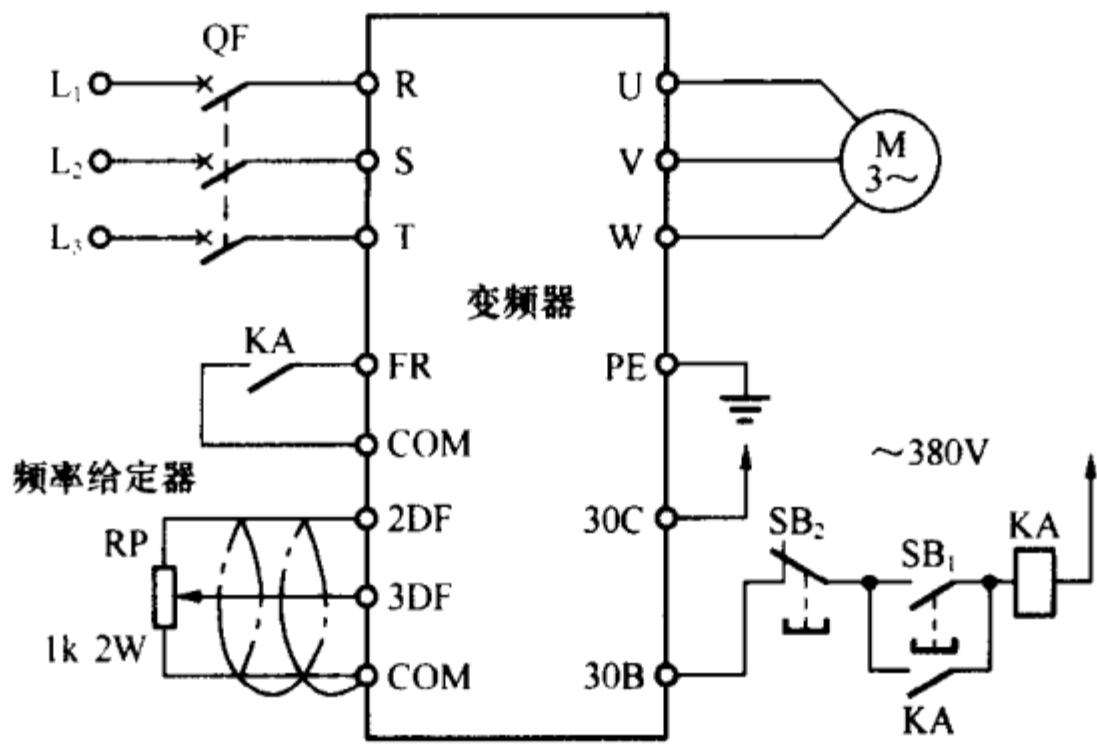 QF
L₁ R U
M
3~
L₂ S V
L₃ T W
变频器
KA
FR PE
COM
~380V
频率给定器
2DF 30C
SB₂ KA
RP SB₁
3DF
1k 2W
COM 30B
KA